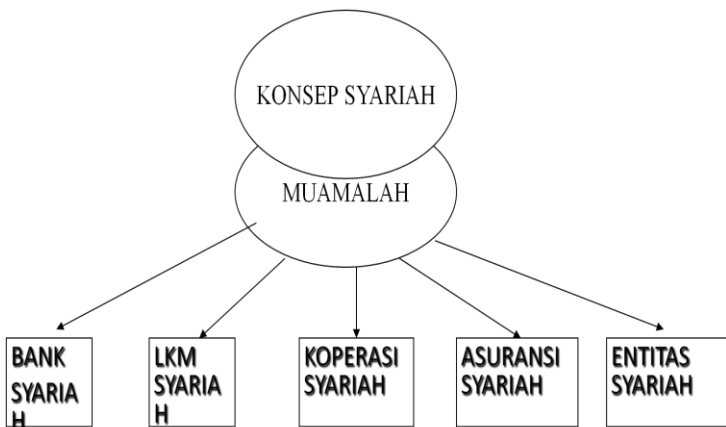 KONSEP SYARIAH
MUAMALAH
BANK
SYARIA
H
LKM
SYARIA
H
KOPERASI
SYARIAH
ASURANSI
SYARIAH
ENTITAS
SYARIAH